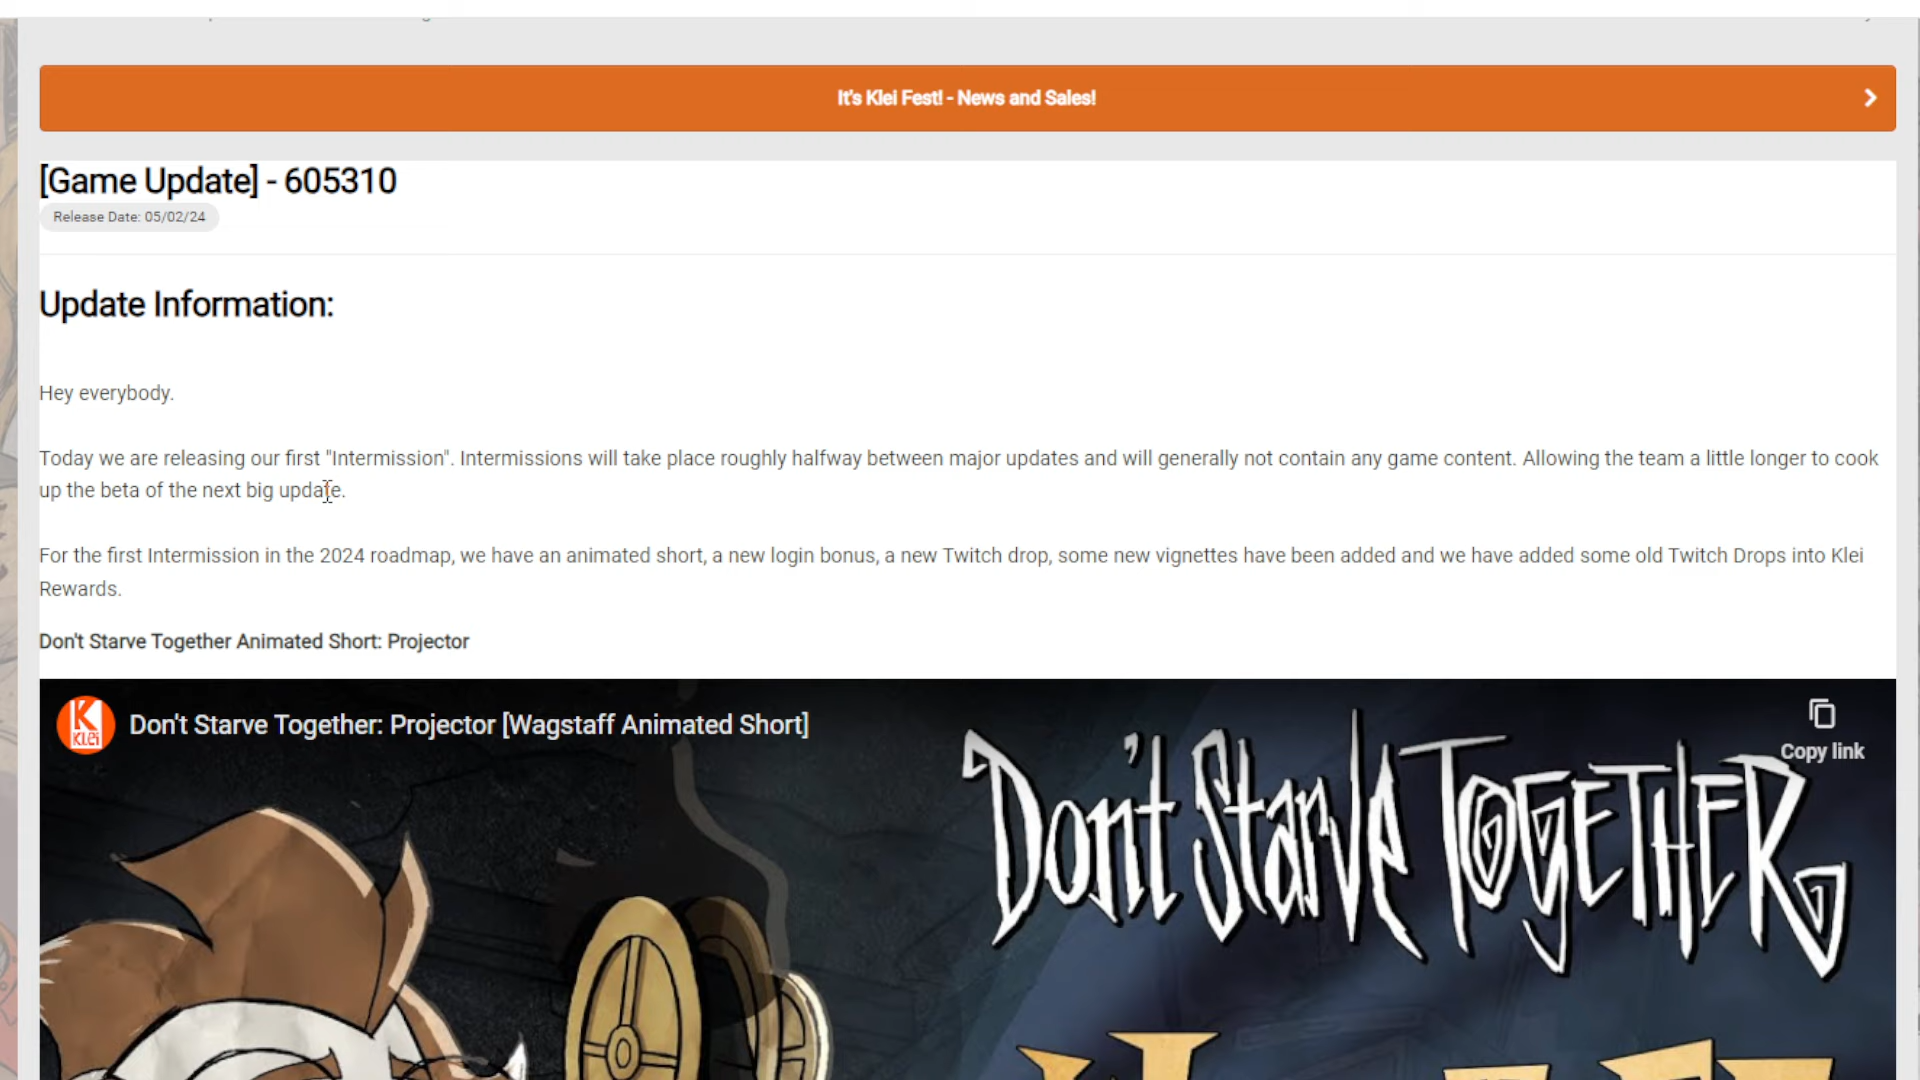 It's Klei Fest! - News and Sales!
[Game Update] - 605310
Release Date: 05/02/24
Update Information:
Hey everybody.
Today we are releasing our first "Intermission". Intermissions will take place roughly halfway between major updates and will generally not contain any game content. Allowing the team a little longer to cook
up the beta of the next big update.
For the first Intermission in the 2024 roadmap, we have an animated short, a new login bonus, a new Twitch drop, some new vignettes have been added and we have added some old Twitch Drops into Klei
Rewards.
Don't Starve Together Animated Short: Projector
K
KLei
Don't Starve Together: Projector [Wagstaff Animated Short]
Copy link
Don't Starve TOGETHER